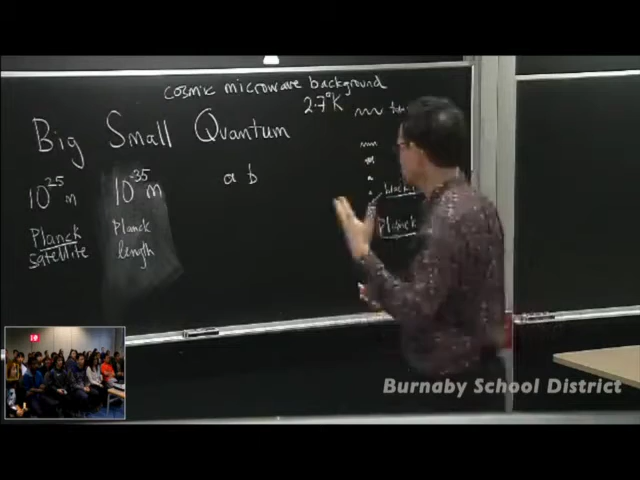 cosmic microwave background
2.7°K
Big Small Quantum
10^25 m 10^-35 m a b
Planck satellite
Planck length
Planck
Burnaby School District